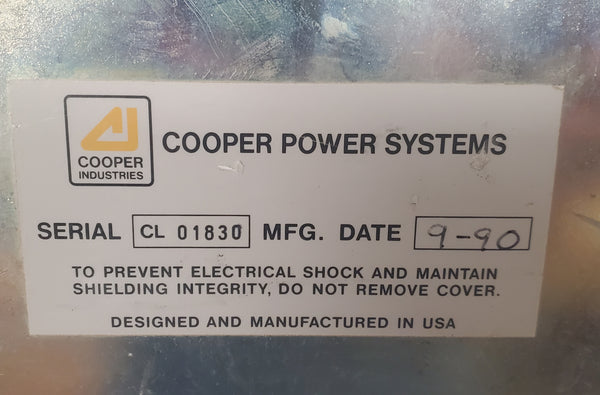 COOPER
INDUSTRIES
COOPER POWER SYSTEMS
SERIAL CL 01830 MFG. DATE 9-90
TO PREVENT ELECTRICAL SHOCK AND MAINTAIN
SHIELDING INTEGRITY, DO NOT REMOVE COVER.
DESIGNED AND MANUFACTURED IN USA